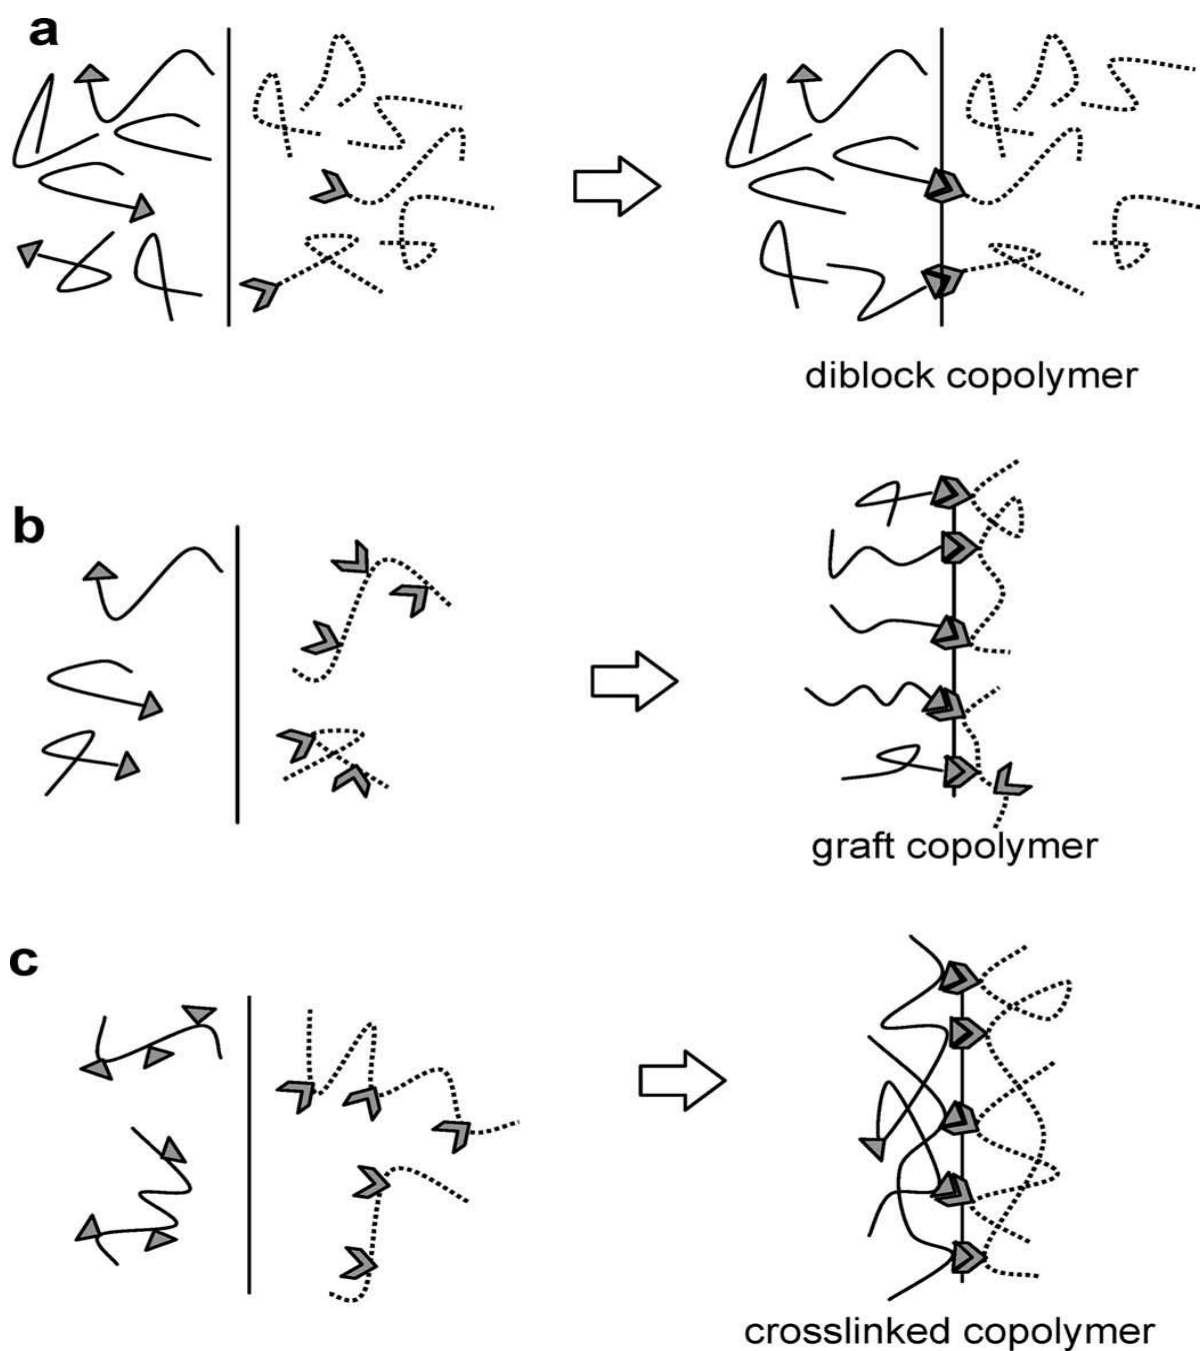 a
diblock copolymer
b
graft copolymer
c
crosslinked copolymer